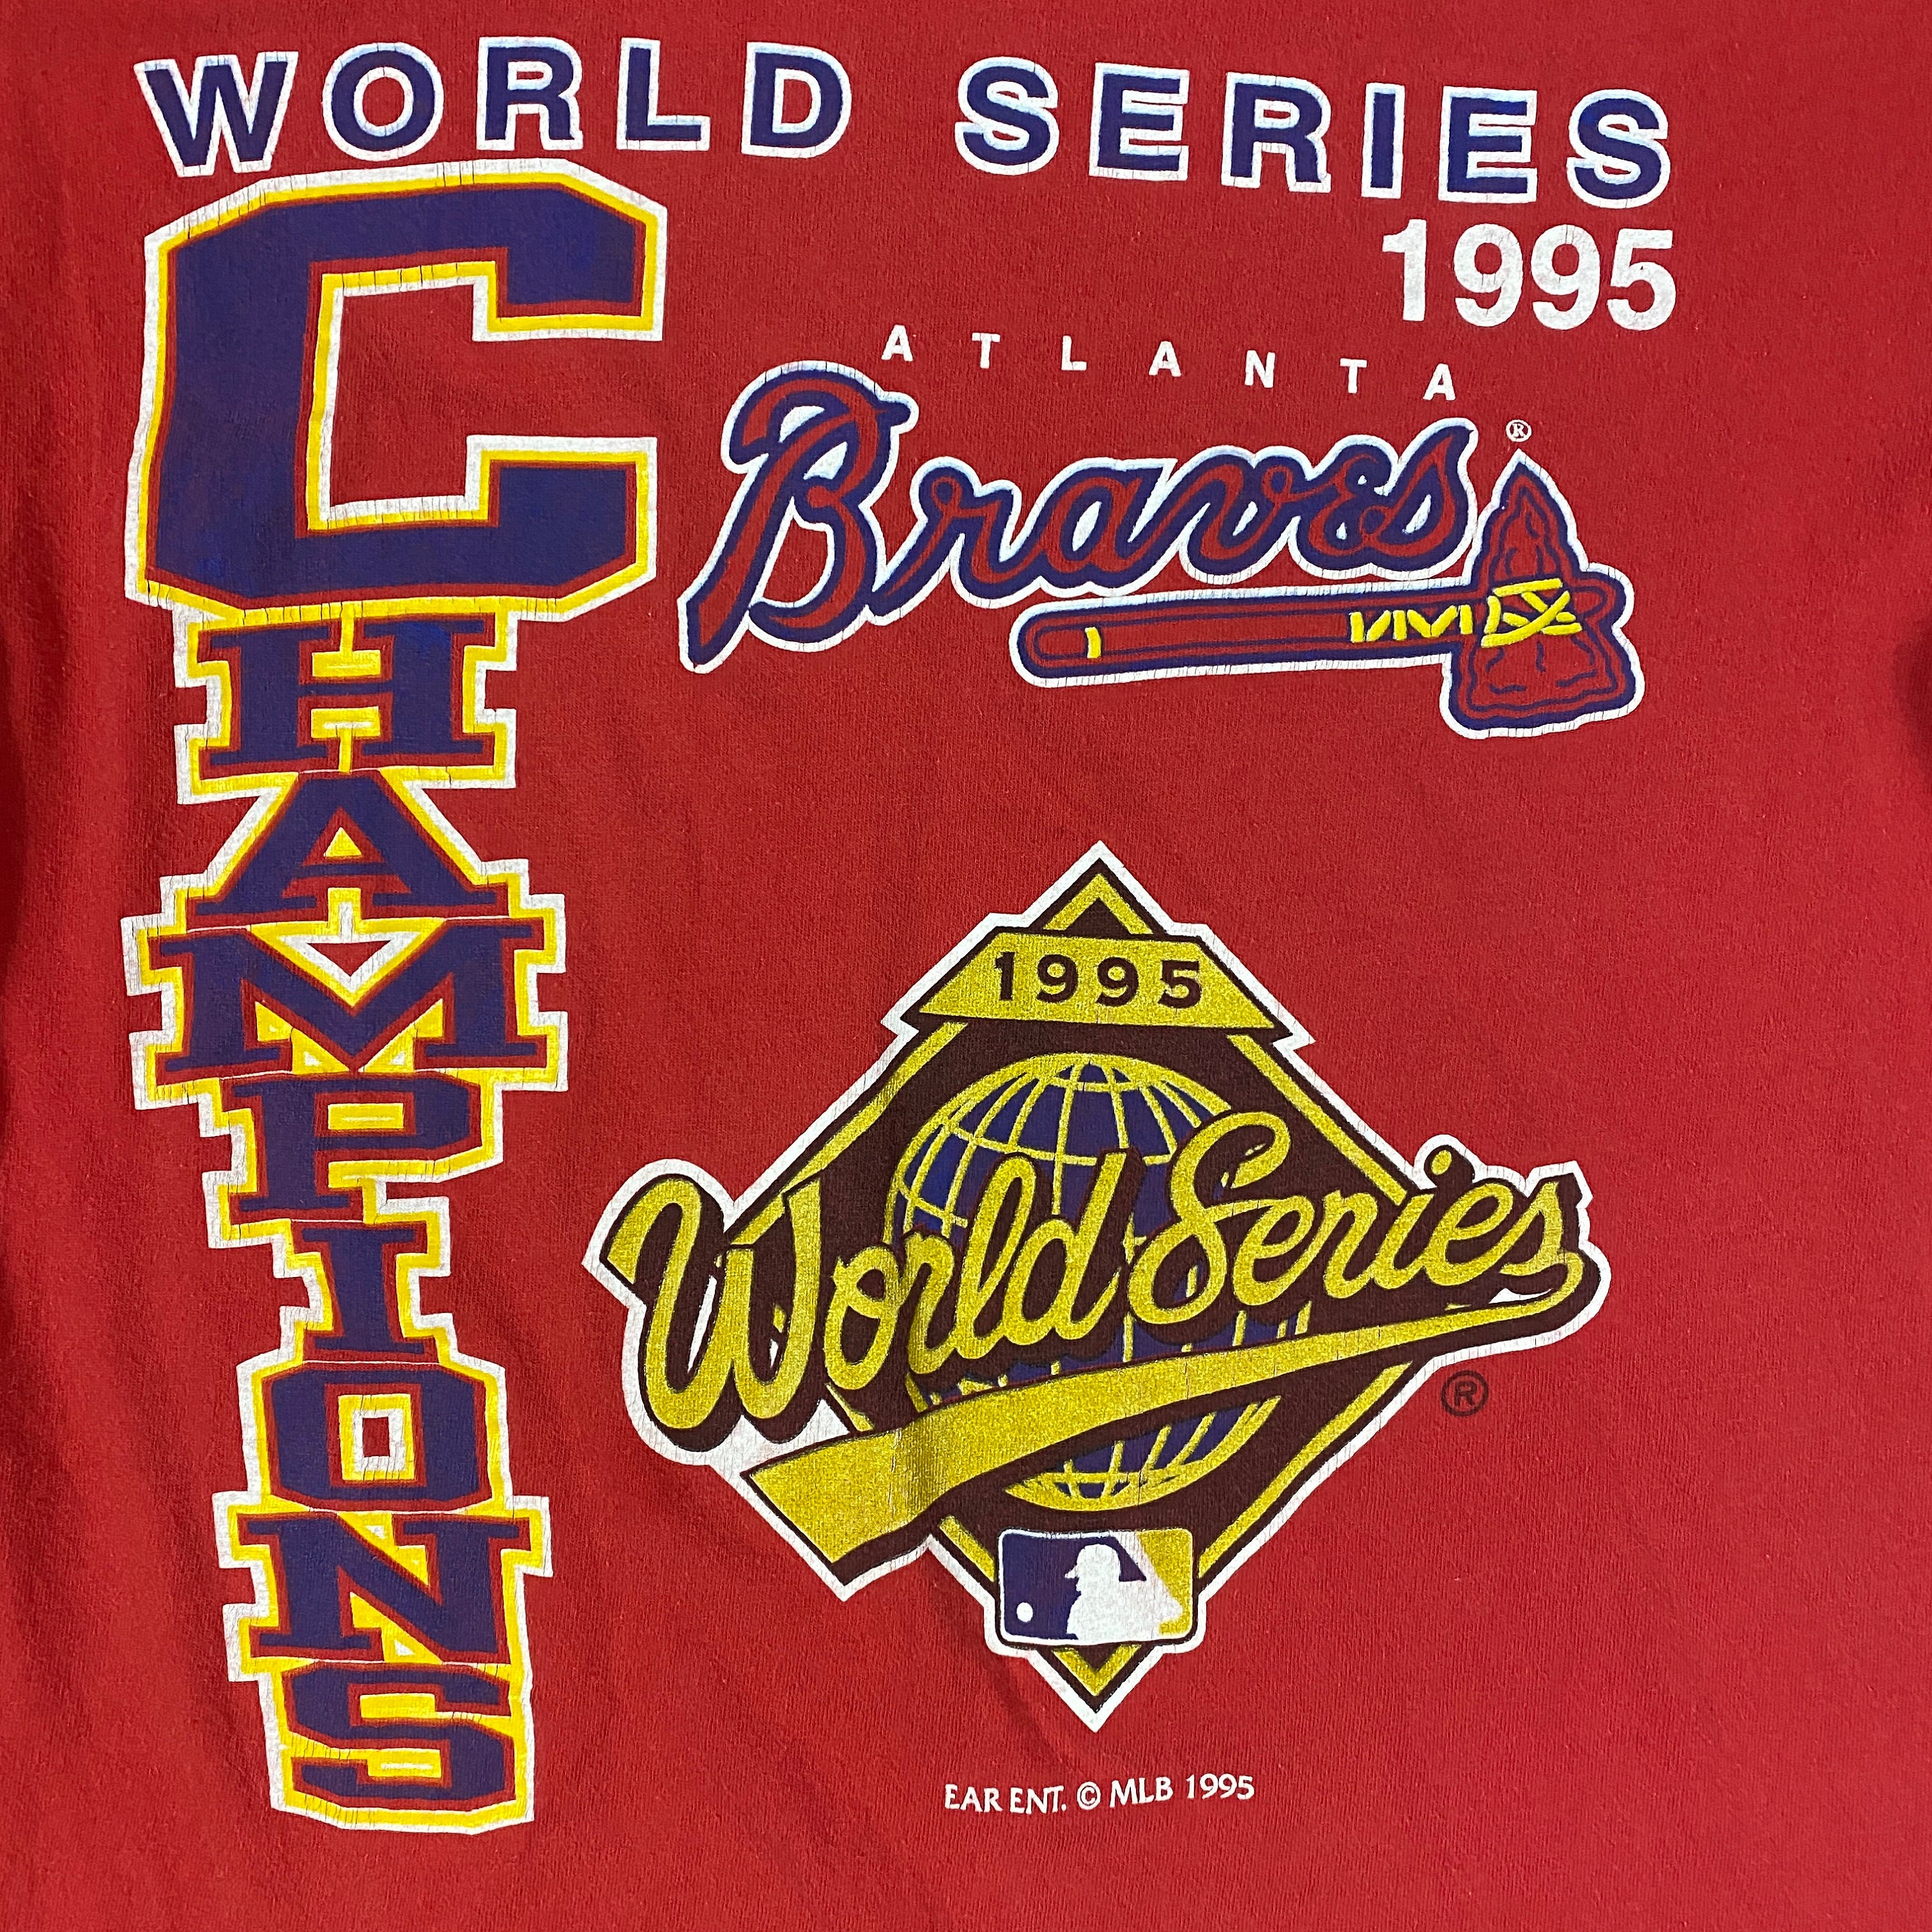 WORLD SERIES
1995
CHAMPIONS
ATLANTA
Braves ®
1995
World Series
®
EAR ENT. © MLB 1995